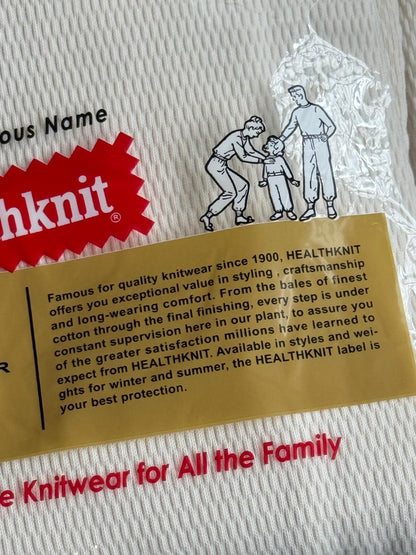 ous Name
hknit®
Famous for quality knitwear since 1900, HEALTHKNIT
offers you exceptional value in styling , craftsmanship
and long-wearing comfort. From the bales of finest
cotton through the final finishing, every step is under
constant supervision here in our plant, to assure you
of the greater satisfaction millions have learned to
expect from HEALTHKNIT. Available in styles and wei-
ghts for winter and summer, the HEALTHKNIT label is
your best protection.
R
e Knitwear for All the Family